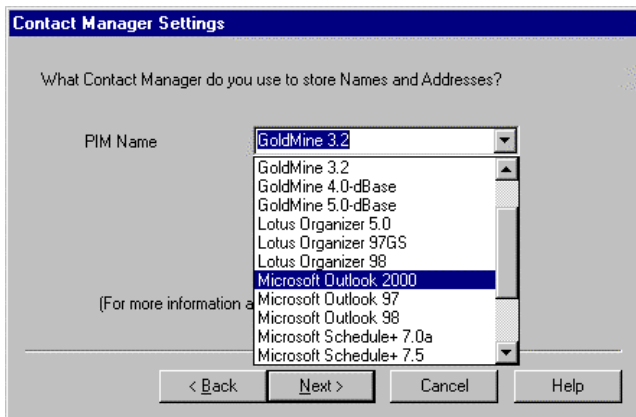 Contact Manager Settings
What Contact Manager do you use to store Names and Addresses?
PIM Name
GoldMine 3.2
GoldMine 3.2
GoldMine 4.0-dBase
GoldMine 5.0-dBase
Lotus Organizer 5.0
Lotus Organizer 97GS
Lotus Organizer 98
Microsoft Outlook 2000
Microsoft Outlook 97
(For more information a
Microsoft Outlook 98
Microsoft Schedule+ 7.0a
Microsoft Schedule+ 7.5
< Back Next > Cancel Help